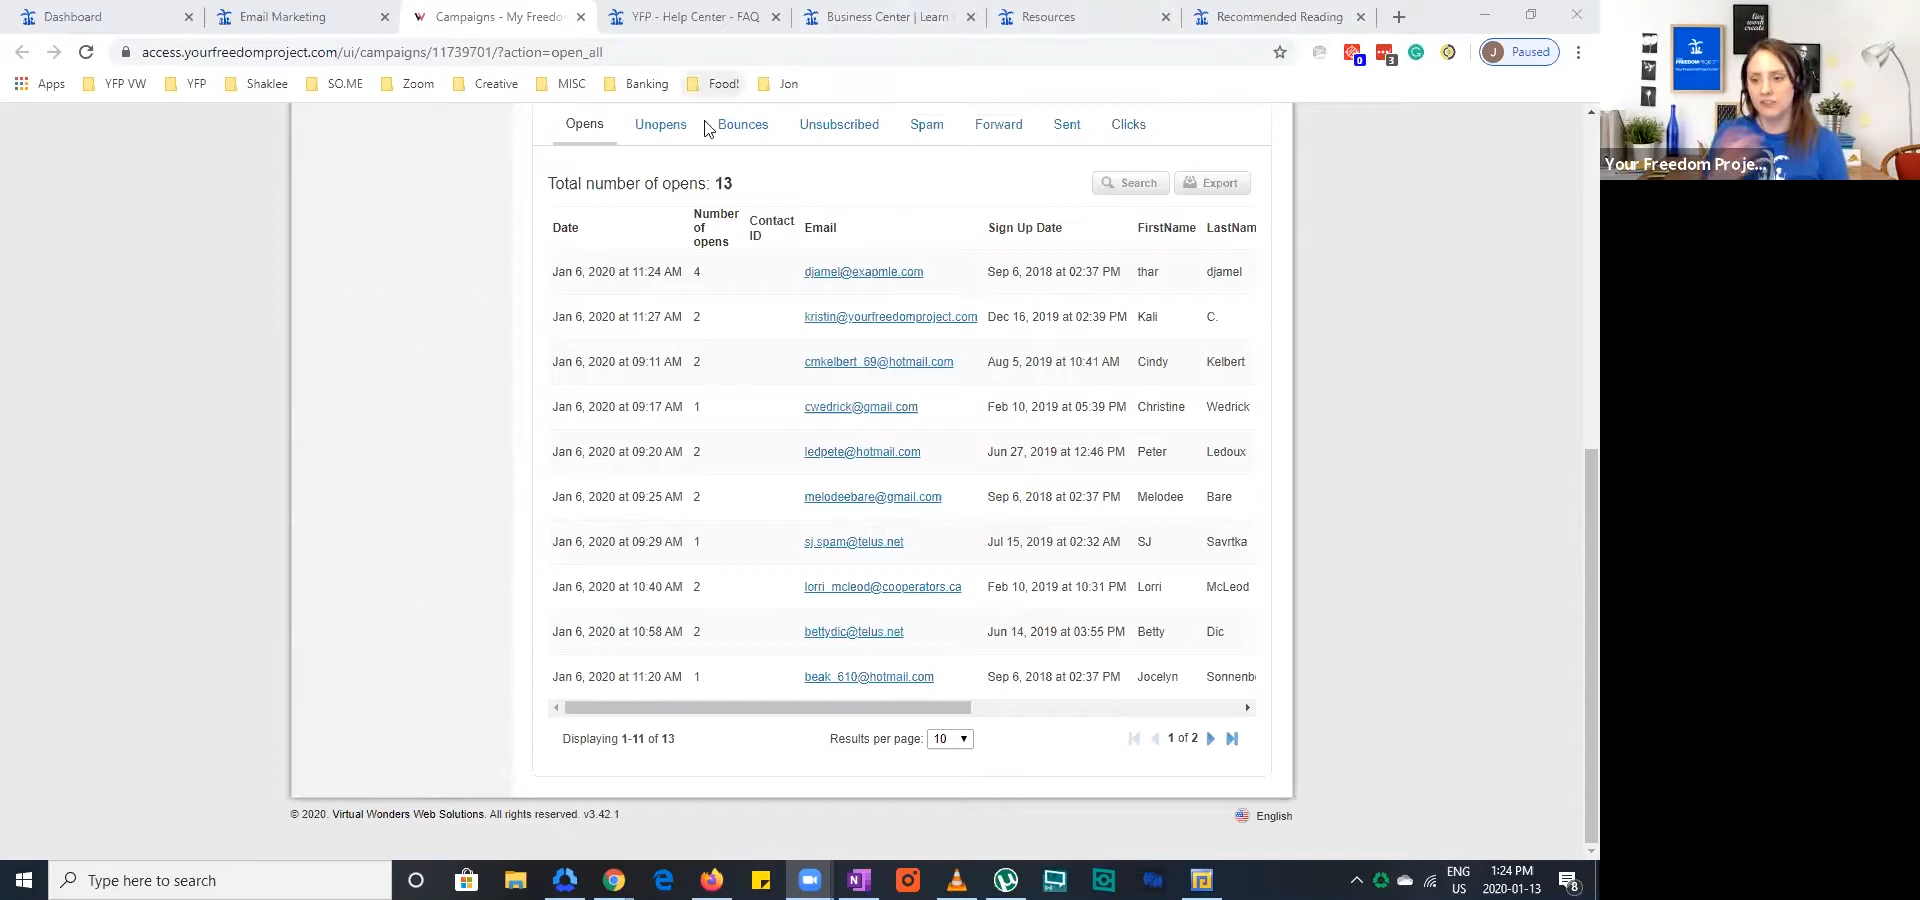 Dashboard
Email Marketing
Campaigns - My Freedo
YFP - Help Center - FAQ
Business Center | Learn
Resources
Recommended Reading
access.yourfreedomproject.com/ui/campaigns/11739701/?action=open_all
0
3
J Paused
Apps YFP VW YFP Shaklee SO.ME Zoom Creative MISC Banking Food! Jon
Opens Unopens Bounces Unsubscribed Spam Forward Sent Clicks
Total number of opens: 13
Search Export
Date Number of opens Contact ID Email Sign Up Date FirstName LastNam
Jan 6, 2020 at 11:24 AM 4 djamel@exapmle.com Sep 6, 2018 at 02:37 PM thar djamel
Jan 6, 2020 at 11:27 AM 2 kristin@yourfreedomproject.com Dec 16, 2019 at 02:39 PM Kali C.
Jan 6, 2020 at 09:11 AM 2 cmkelbert_69@hotmail.com Aug 5, 2019 at 10:41 AM Cindy Kelbert
Jan 6, 2020 at 09:17 AM 1 cwedrick@gmail.com Feb 10, 2019 at 05:39 PM Christine Wedrick
Jan 6, 2020 at 09:20 AM 2 ledpete@hotmail.com Jun 27, 2019 at 12:46 PM Peter Ledoux
Jan 6, 2020 at 09:25 AM 2 melodeebare@gmail.com Sep 6, 2018 at 02:37 PM Melodee Bare
Jan 6, 2020 at 09:29 AM 1 sj.spam@telus.net Jul 15, 2019 at 02:32 AM SJ Savrtka
Jan 6, 2020 at 10:40 AM 2 lorri_mcleod@cooperators.ca Feb 10, 2019 at 10:31 PM Lorri McLeod
Jan 6, 2020 at 10:58 AM 2 bettydic@telus.net Jun 14, 2019 at 03:55 PM Betty Dic
Jan 6, 2020 at 11:20 AM 1 beak_610@hotmail.com Sep 6, 2018 at 02:37 PM Jocelyn Sonnenb
Displaying 1-11 of 13
Results per page: 10
1 of 2
© 2020. Virtual Wonders Web Solutions. All rights reserved. v3.42.1
English
Type here to search
ENG
US
1:24 PM
2020-01-13
8
live
work
create
Your Freedom Proje...